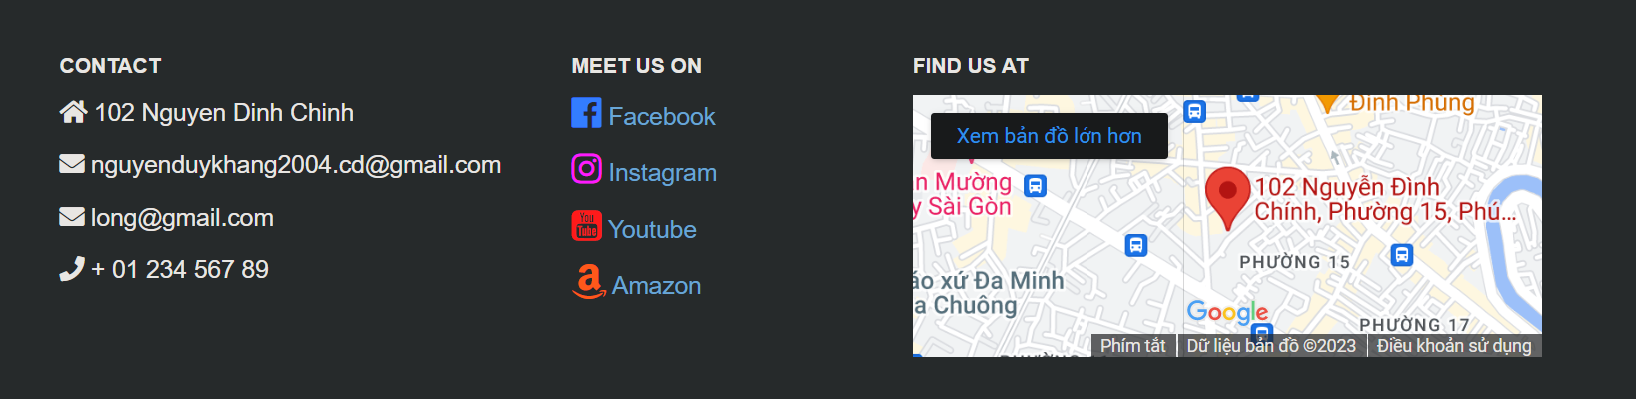 CONTACT
102 Nguyen Dinh Chinh
nguyenduykhang2004.cd@gmail.com
long@gmail.com
+ 01 234 567 89
MEET US ON
Facebook
Instagram
You
Tube
Youtube
Amazon
FIND US AT
Đình Phùng
Xem bản đồ lớn hơn
n Mường
y Sài Gòn
102 Nguyễn Đình
Chính, Phường 15, Phú...
PHƯỜNG 15
áo xứ Đa Minh
a Chuông
Google
PHƯỜNG 17
Phím tắt
Dữ liệu bản đồ ©2023
Điều khoản sử dụng